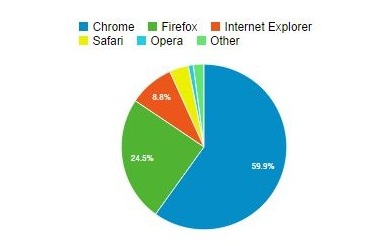 Chrome Firefox Internet Explorer
Safari Opera Other
8.8%
24.5%
59.9%